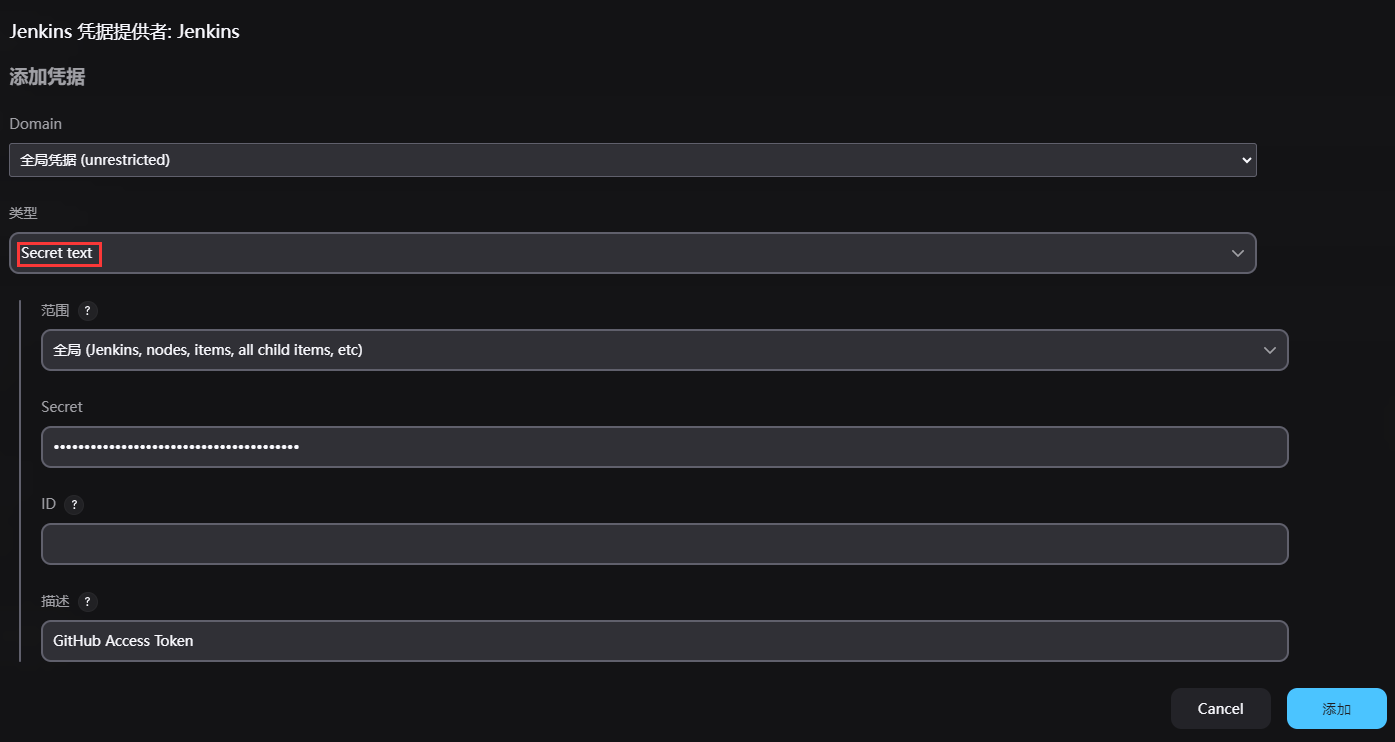 Jenkins 凭据提供者: Jenkins
添加凭据
Domain
全局凭据 (unrestricted)
类型
Secret text
范围 ?
全局 (Jenkins, nodes, items, all child items, etc)
Secret
••••••••••••••••••••••••••••••••••••••••
ID ?
描述 ?
GitHub Access Token
Cancel 添加